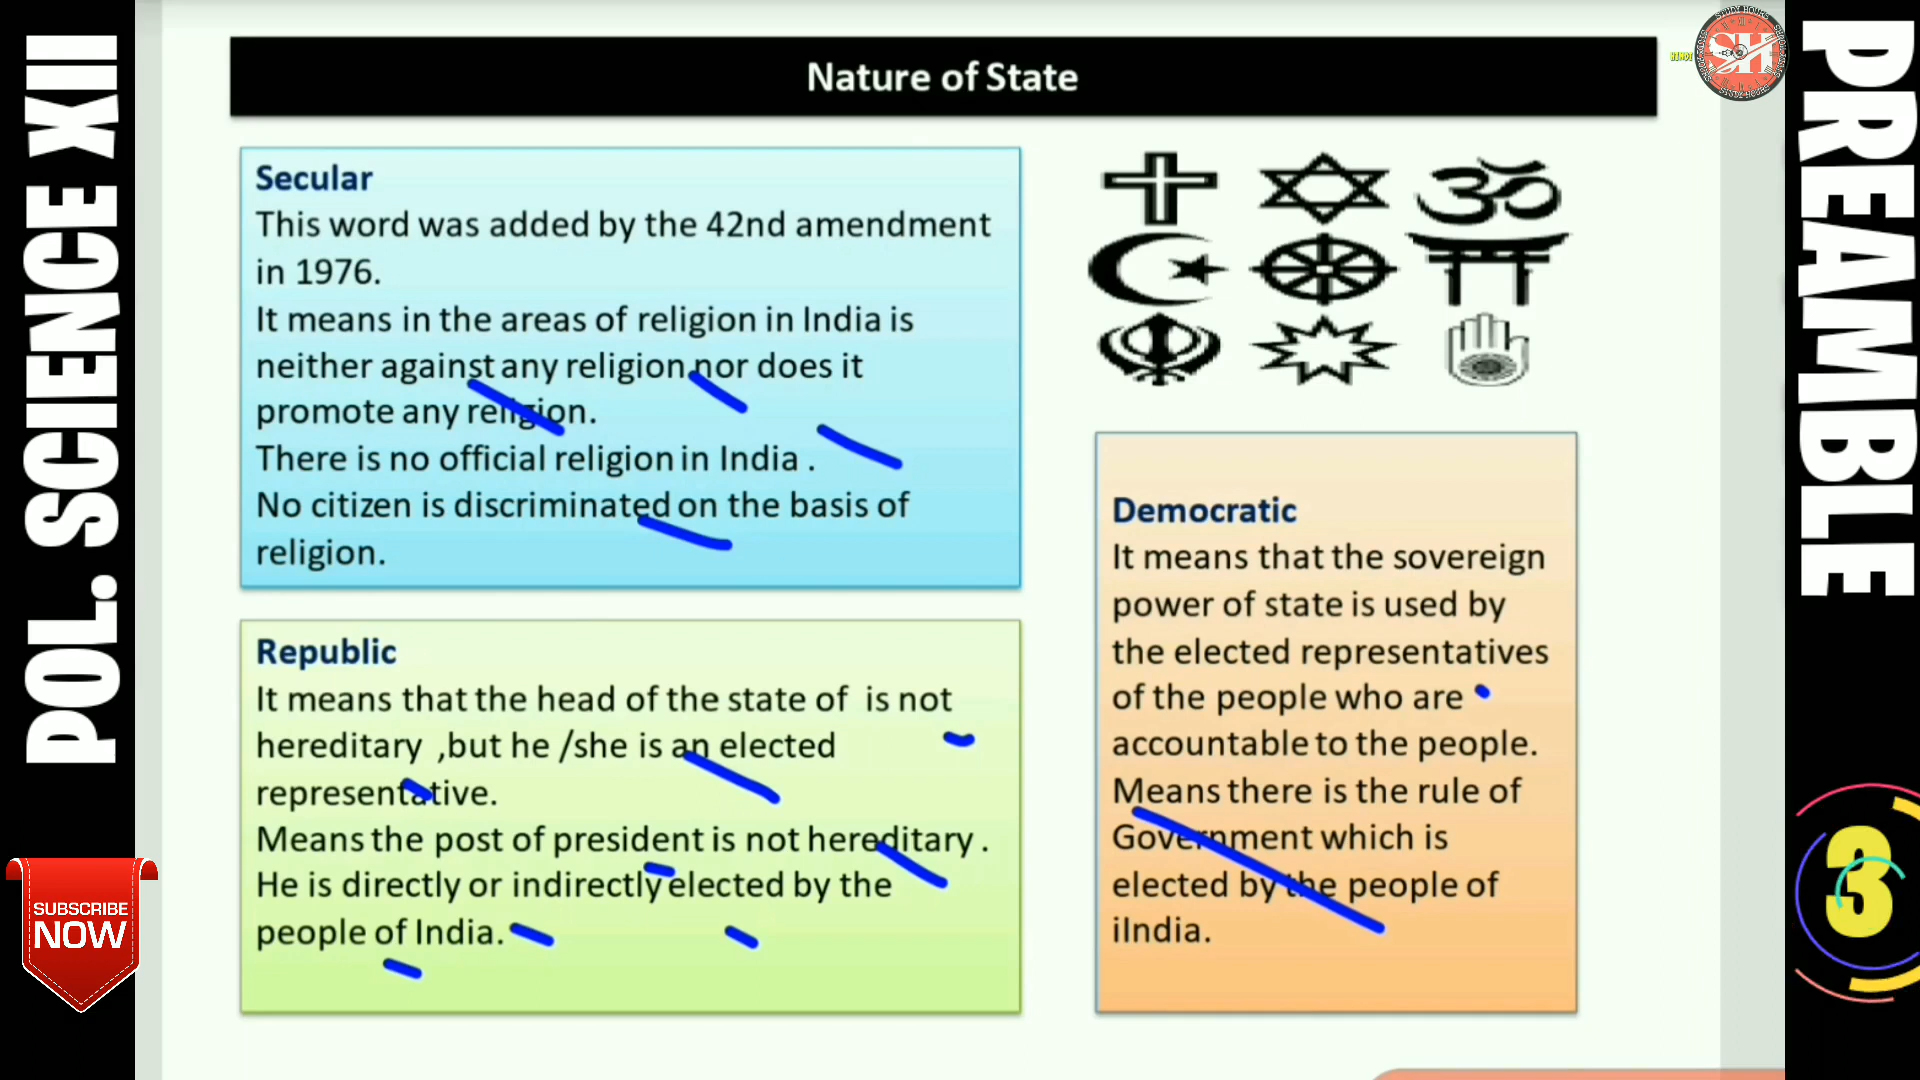 POL. SCIENCE XII
Nature of State
HINDI
STUDY HOURS
SH
STUDY HOURS
PREAMBLE
Secular
This word was added by the 42nd amendment
in 1976.
It means in the areas of religion in India is
neither against any religion nor does it
promote any religion.
There is no official religion in India .
No citizen is discriminated on the basis of
religion.
Republic
It means that the head of the state of  is not
hereditary  ,but he /she is an elected
representative.
Means the post of president is not hereditary .
He is directly or indirectly elected by the
people of India.
Democratic
It means that the sovereign
power of state is used by
the elected representatives
of the people who are
accountable to the people.
Means there is the rule of
Government which is
elected by the people of
iIndia.
SUBSCRIBE
NOW
3